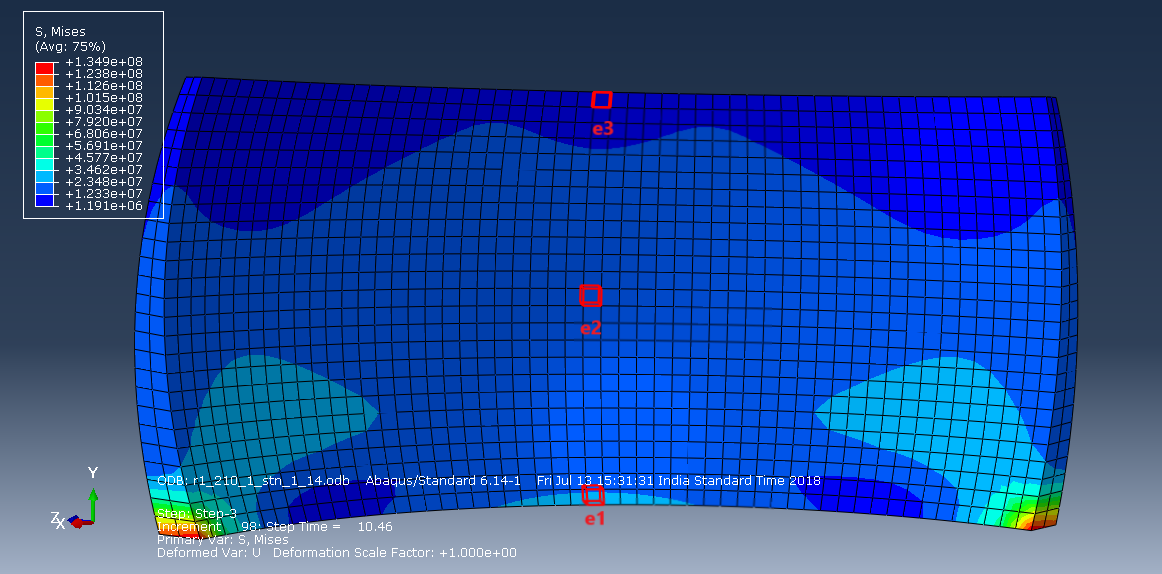 S, Mises
(Avg: 75%)
+1.349e+08
+1.238e+08
+1.126e+08
+1.015e+08
+9.034e+07
+7.920e+07
+6.806e+07
+5.691e+07
+4.577e+07
+3.462e+07
+2.348e+07
+1.233e+07
+1.191e+06
e3
e2
Y
Z
X
ODB: r1_210_1_stn_1_14.odb Abaqus/Standard 6.14-1 Fri Jul 13 15:31:31 India Standard Time 2018
e1
Step: Step-3
Increment 98: Step Time = 10.46
Primary Var: S, Mises
Deformed Var: U Deformation Scale Factor: +1.000e+00